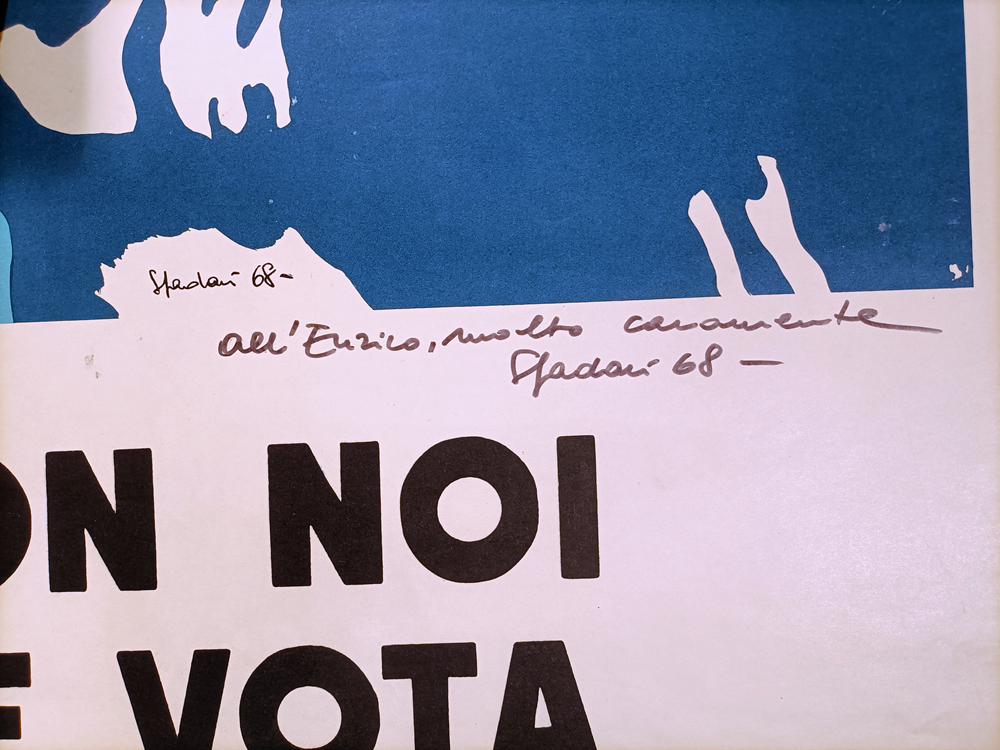 Spadari 68-
all'Enrico, molto caramente
Spadari 68 —
ON NOI
E VOTA